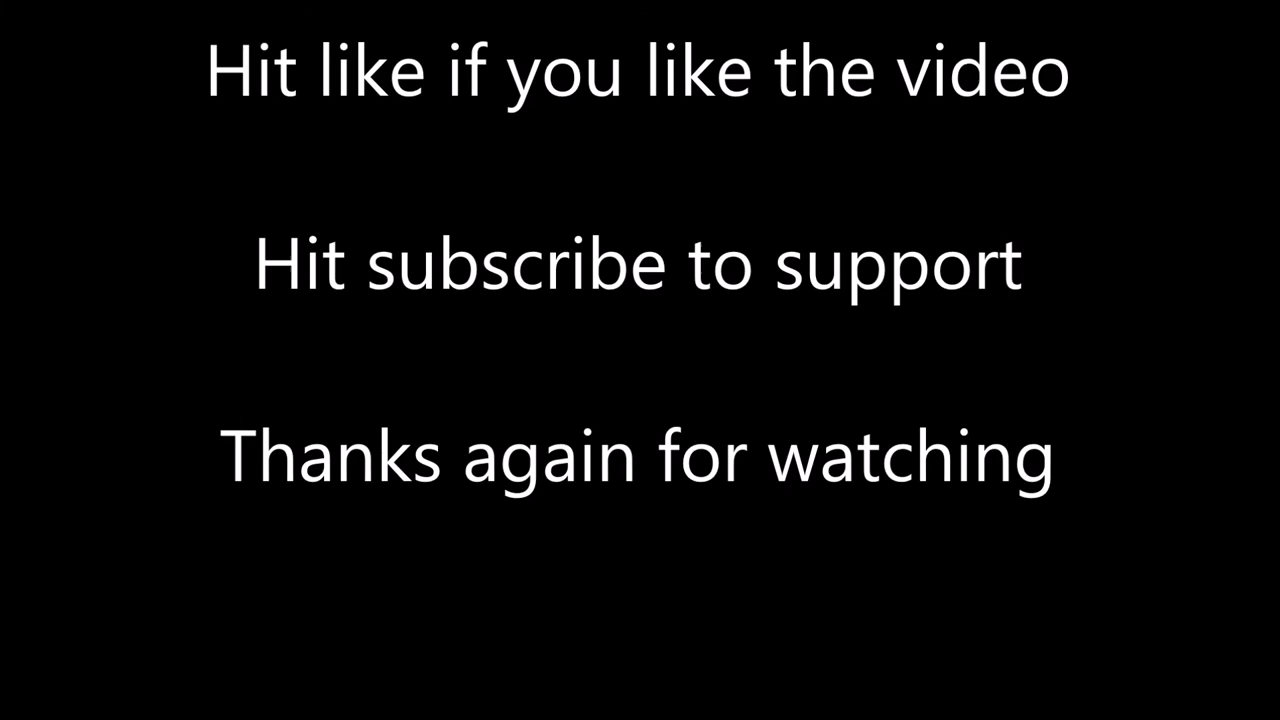 Hit like if you like the video
Hit subscribe to support
Thanks again for watching